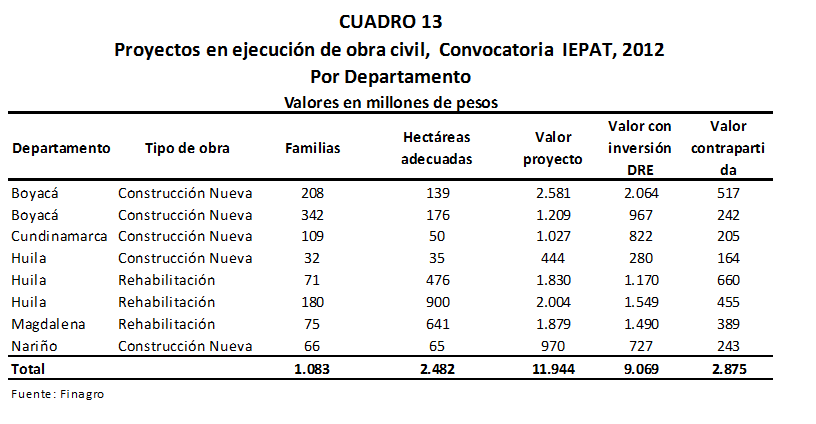 CUADRO 13
Proyectos en ejecución de obra civil, Convocatoria IEPAT, 2012
Por Departamento
Valores en millones de pesos
Departamento Tipo de obra Familias Hectáreas adecuadas Valor proyecto Valor con inversión DRE Valor contraparti da
Boyacá Construcción Nueva 208 139 2.581 2.064 517
Boyacá Construcción Nueva 342 176 1.209 967 242
Cundinamarca Construcción Nueva 109 50 1.027 822 205
Huila Construcción Nueva 32 35 444 280 164
Huila Rehabilitación 71 476 1.830 1.170 660
Huila Rehabilitación 180 900 2.004 1.549 455
Magdalena Rehabilitación 75 641 1.879 1.490 389
Nariño Construcción Nueva 66 65 970 727 243
Total 1.083 2.482 11.944 9.069 2.875
Fuente: Finagro